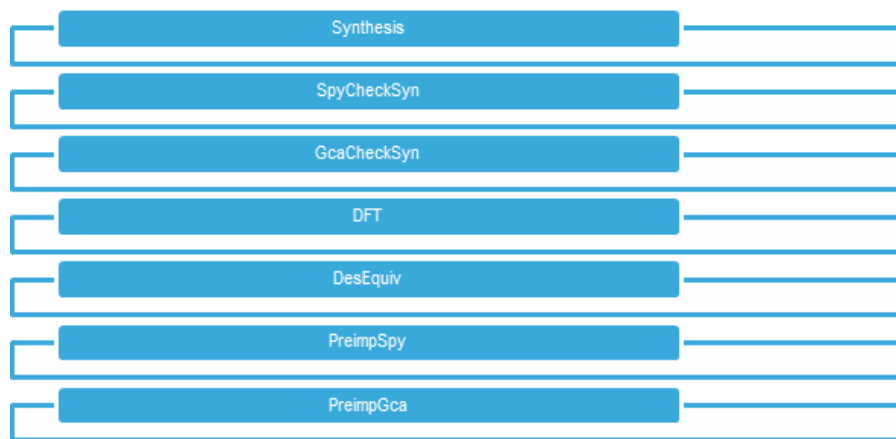 Synthesis
SpyCheckSyn
GcaCheckSyn
DFT
DesEquiv
PreimpSpy
PreimpGca